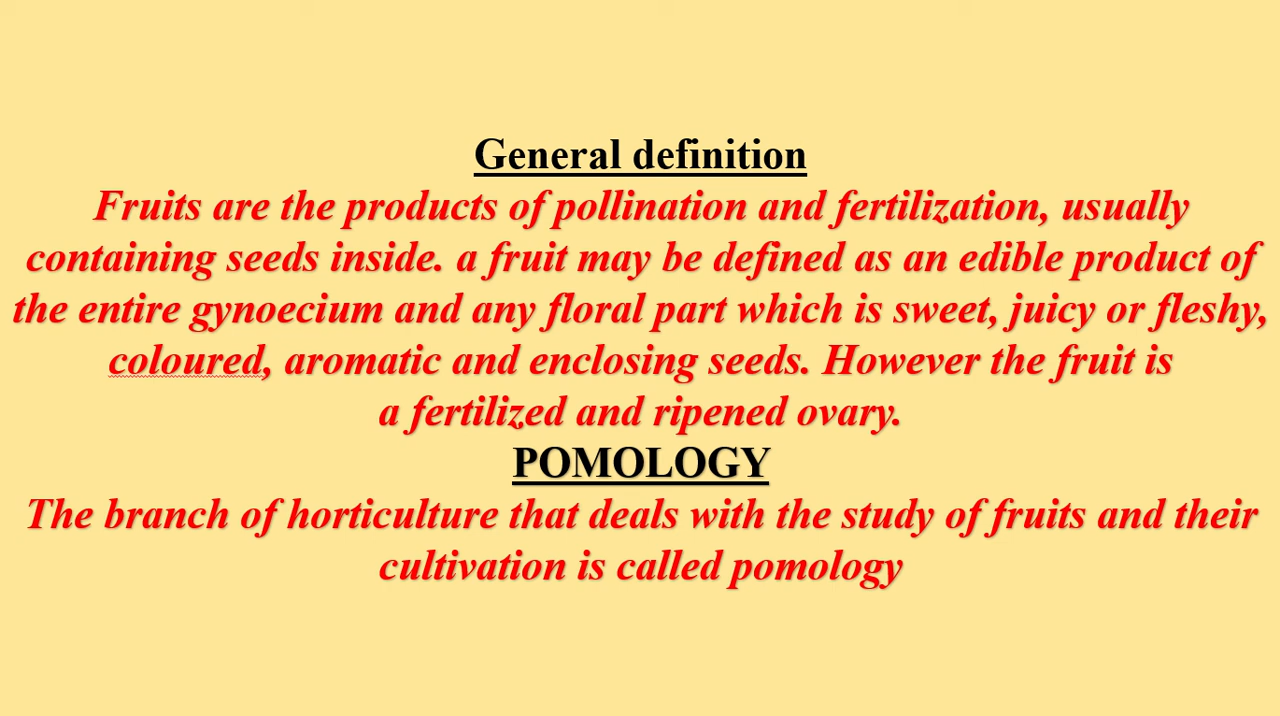 General definition
Fruits are the products of pollination and fertilization, usually
containing seeds inside. a fruit may be defined as an edible product of
the entire gynoecium and any floral part which is sweet, juicy or fleshy,
coloured, aromatic and enclosing seeds. However the fruit is
a fertilized and ripened ovary.
POMOLOGY
The branch of horticulture that deals with the study of fruits and their
cultivation is called pomology